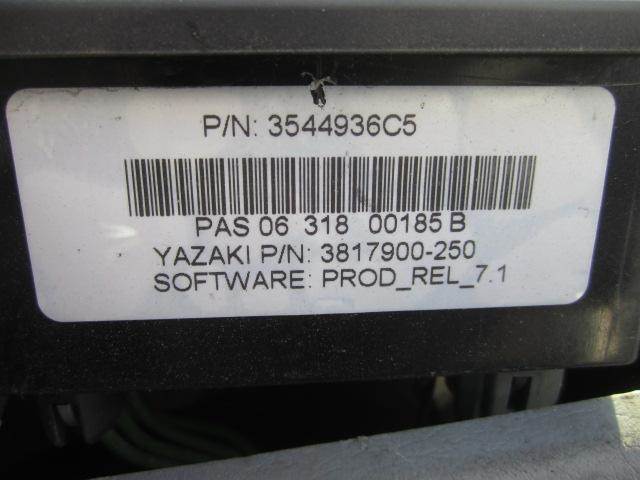 P/N: 3544936C5
PAS 06 318 00185 B
YAZAKI P/N: 3817900-250
SOFTWARE: PROD_REL_7.1